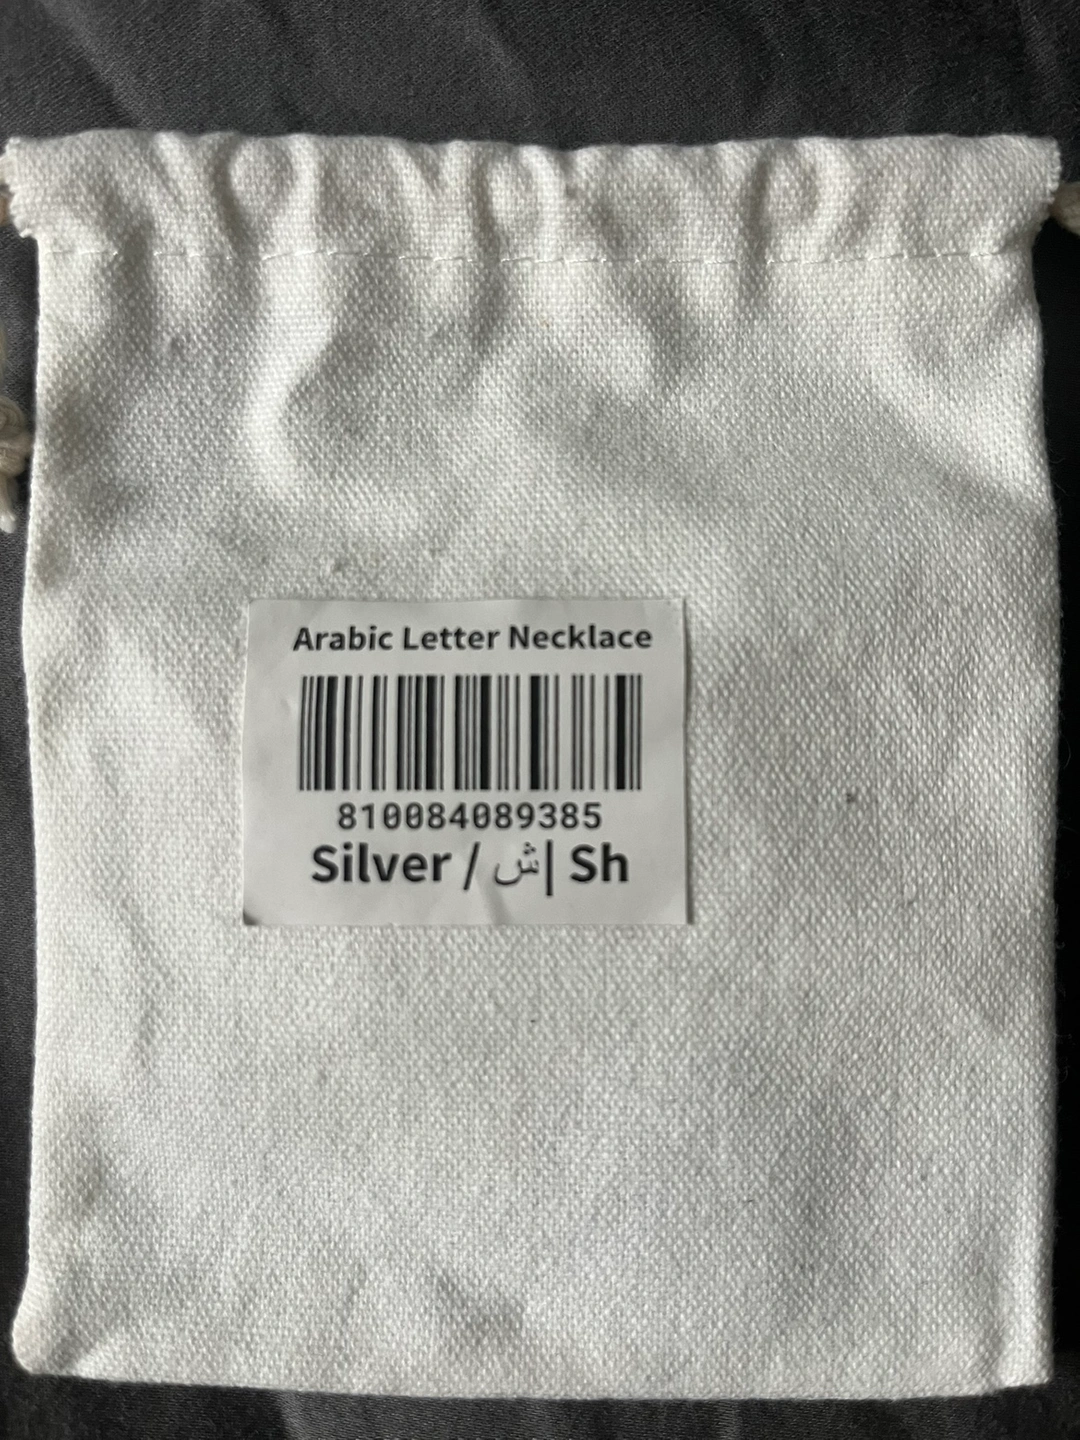 Arabic Letter Necklace
810084089385
Silver / ش| Sh